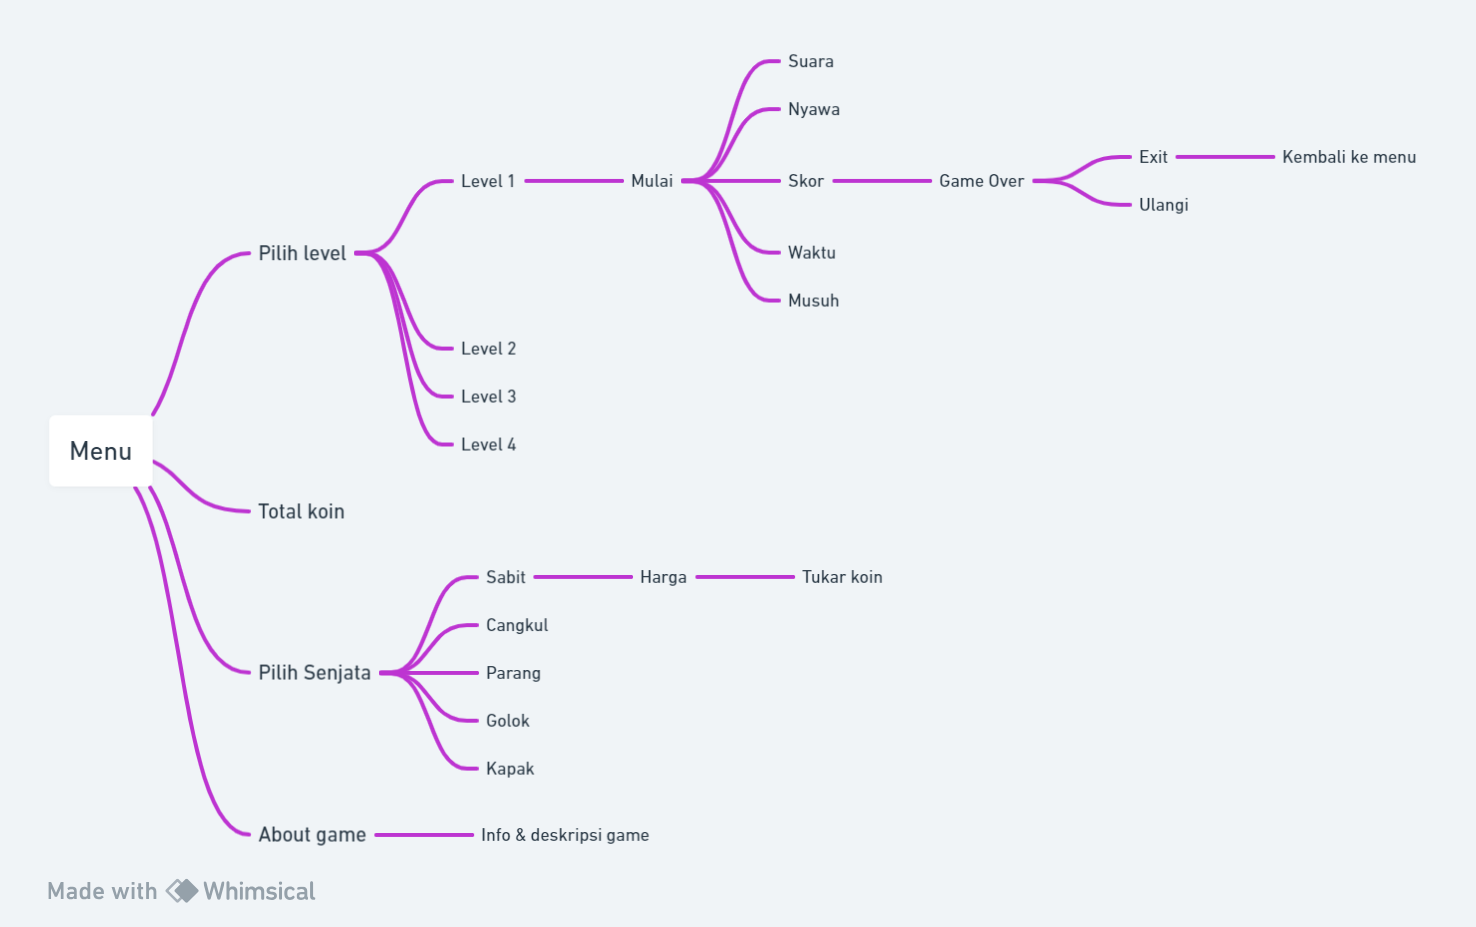 Menu
Pilih level
Level 1
Mulai
Suara
Nyawa
Skor
Game Over
Exit
Kembali ke menu
Ulangi
Waktu
Musuh
Level 2
Level 3
Level 4
Total koin
Pilih Senjata
Sabit
Harga
Tukar koin
Cangkul
Parang
Golok
Kapak
About game
Info & deskripsi game
Made with Whimsical